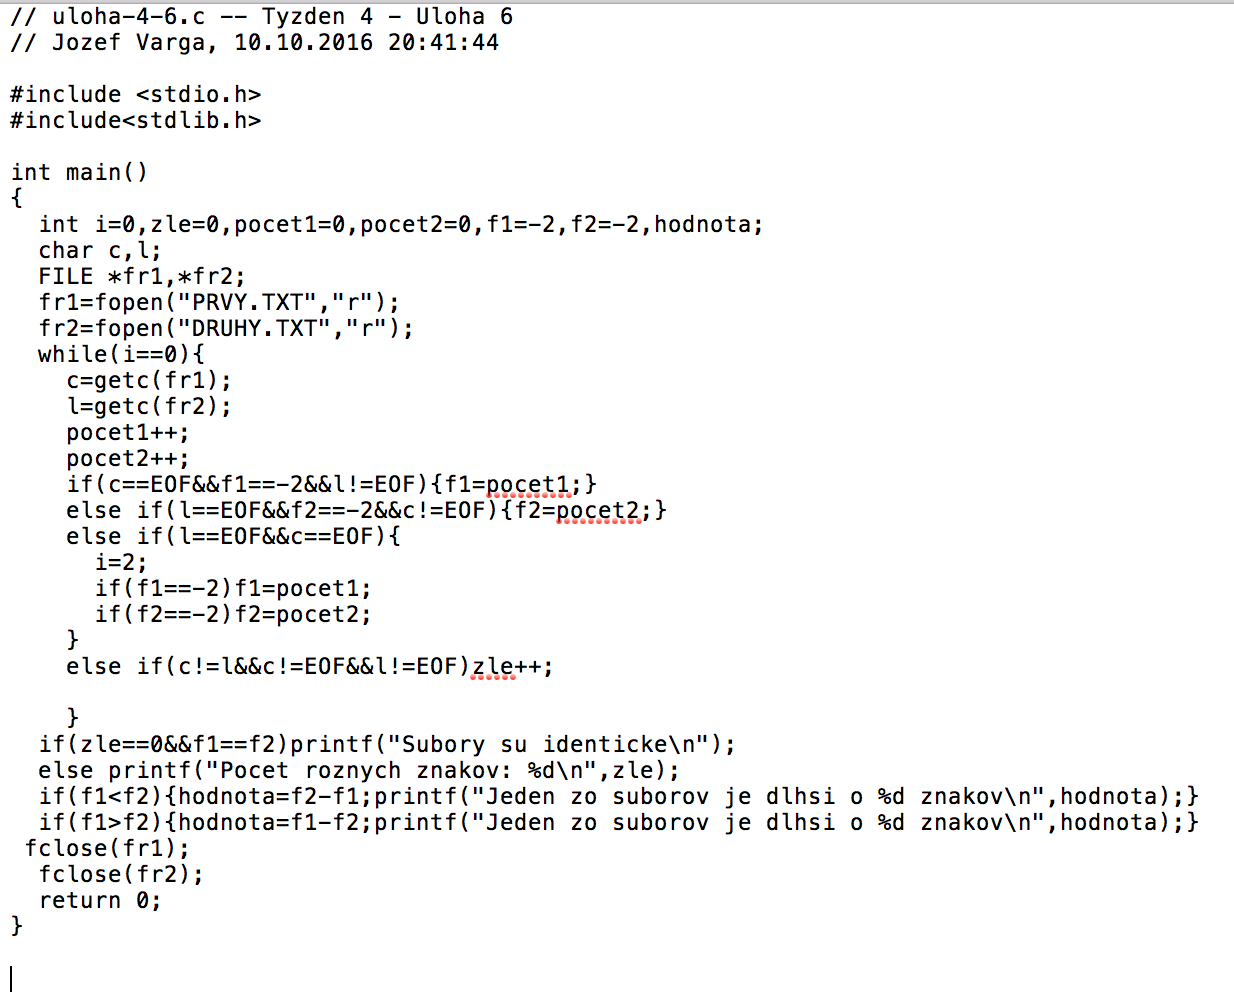 // uloha-4-6.c -- Tyzden 4 - Uloha 6
// Jozef Varga, 10.10.2016 20:41:44

#include <stdio.h>
#include<stdlib.h>

int main()
{
  int i=0,zle=0,pocet1=0,pocet2=0,f1=-2,f2=-2,hodnota;
  char c,l;
  FILE *fr1,*fr2;
  fr1=fopen("PRVY.TXT","r");
  fr2=fopen("DRUHY.TXT","r");
  while(i==0){
    c=getc(fr1);
    l=getc(fr2);
    pocet1++;
    pocet2++;
    if(c==EOF&&f1==-2&&l!=EOF){f1=pocet1;}
    else if(l==EOF&&f2==-2&&c!=EOF){f2=pocet2;}
    else if(l==EOF&&c==EOF){
      i=2;
      if(f1==-2)f1=pocet1;
      if(f2==-2)f2=pocet2;
    }
    else if(c!=l&&c!=EOF&&l!=EOF)zle++;

    }
  if(zle==0&&f1==f2)printf("Subory su identicke\n");
  else printf("Pocet roznych znakov: %d\n",zle);
  if(f1<f2){hodnota=f2-f1;printf("Jeden zo suborov je dlhsi o %d znakov\n",hodnota);}
  if(f1>f2){hodnota=f1-f2;printf("Jeden zo suborov je dlhsi o %d znakov\n",hodnota);}
 fclose(fr1);
  fclose(fr2);
  return 0;
}